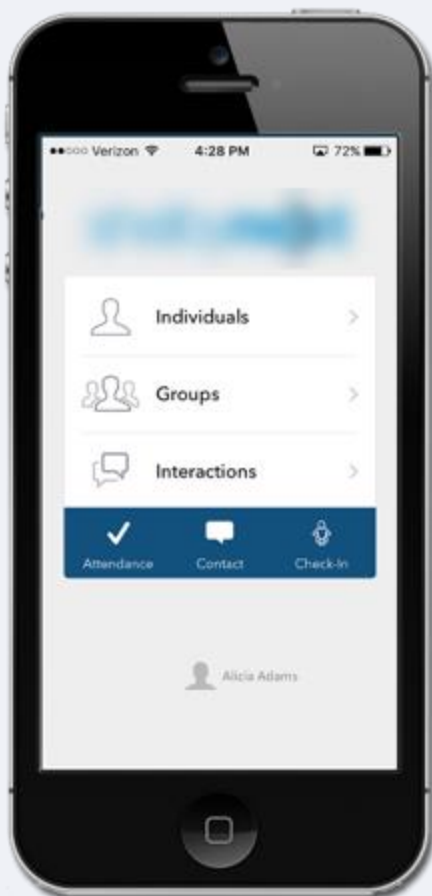 Verizon 4:28 PM 72%
Individuals
Groups
Interactions
Attendance Contact Check-In
Alicia Adams